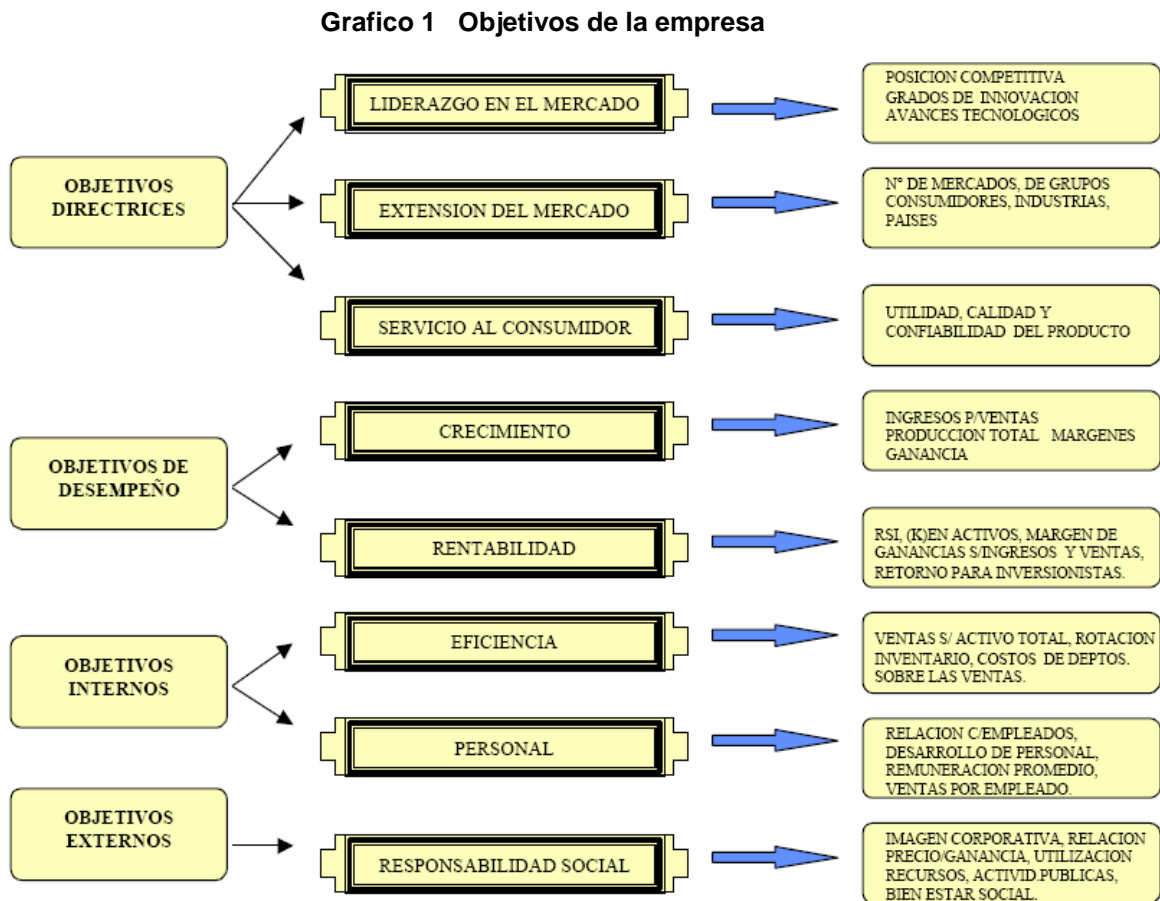 Grafico 1 Objetivos de la empresa
OBJETIVOS
DIRECTRICES
LIDERAZGO EN EL MERCADO
POSICION COMPETITIVA
GRADOS DE INNOVACION
AVANCES TECNOLOGICOS
EXTENSION DEL MERCADO
Nº DE MERCADOS, DE GRUPOS
CONSUMIDORES, INDUSTRIAS,
PAISES
SERVICIO AL CONSUMIDOR
UTILIDAD, CALIDAD Y
CONFIABILIDAD DEL PRODUCTO
OBJETIVOS DE
DESEMPEÑO
CRECIMIENTO
INGRESOS P/VENTAS
PRODUCCION TOTAL MARGENES
GANANCIA
RENTABILIDAD
RSI, (K)EN ACTIVOS, MARGEN DE
GANANCIAS S/INGRESOS Y VENTAS,
RETORNO PARA INVERSIONISTAS.
OBJETIVOS
INTERNOS
EFICIENCIA
VENTAS S/ ACTIVO TOTAL, ROTACION
INVENTARIO, COSTOS DE DEPTOS.
SOBRE LAS VENTAS.
PERSONAL
RELACION C/EMPLEADOS,
DESARROLLO DE PERSONAL,
REMUNERACION PROMEDIO,
VENTAS POR EMPLEADO.
OBJETIVOS
EXTERNOS
RESPONSABILIDAD SOCIAL
IMAGEN CORPORATIVA, RELACION
PRECIO/GANANCIA, UTILIZACION
RECURSOS, ACTIVID.PUBLICAS,
BIEN ESTAR SOCIAL.